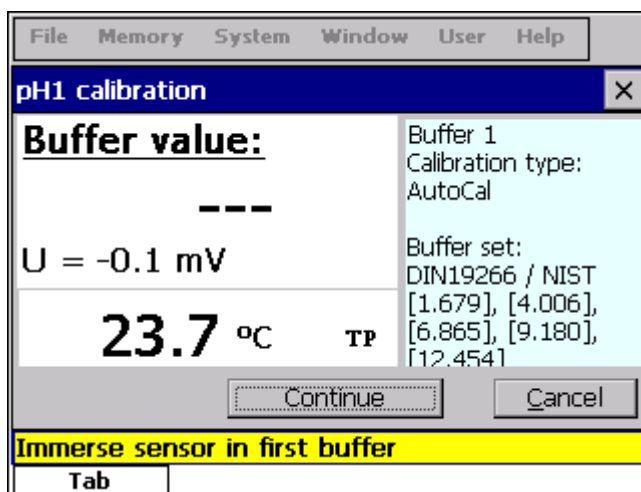 File Memory System Window User Help
pH1 calibration
Buffer value:
---
U = -0.1 mV
23.7 ºC TP
Buffer 1
Calibration type:
AutoCal
Buffer set:
DIN19266 / NIST
[1.679], [4.006],
[6.865], [9.180],
[12.454]
Continue Cancel
Immerse sensor in first buffer
Tab